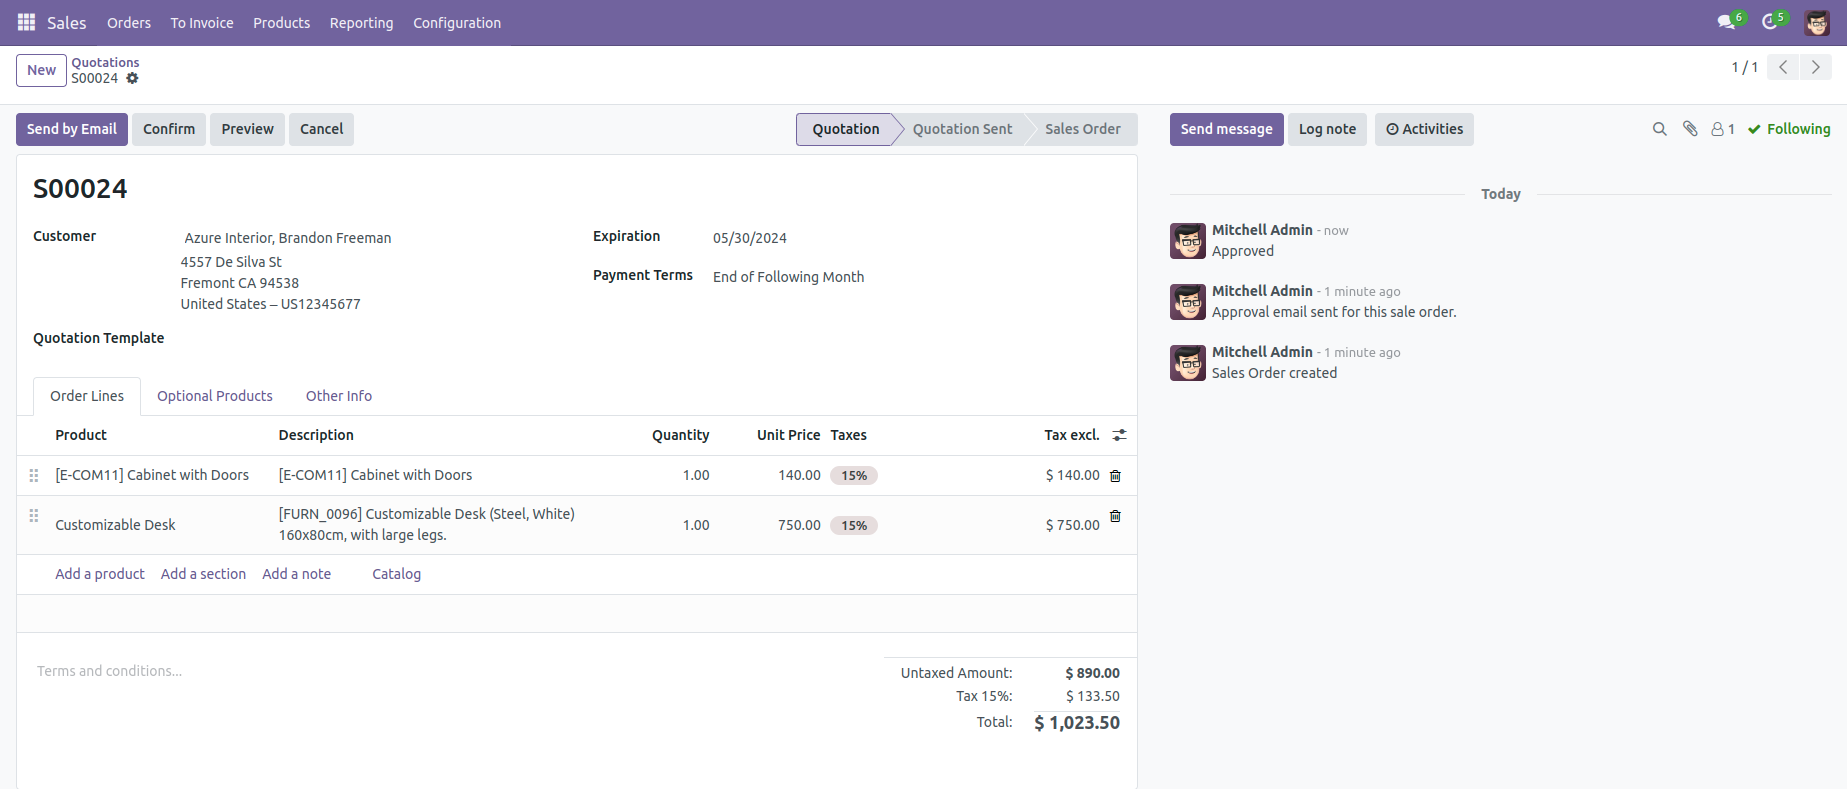 Sales Orders To Invoice Products Reporting Configuration 6 5
New Quotations
S00024
1 / 1
Send by Email Confirm Preview Cancel Quotation Quotation Sent Sales Order Send message Log note Activities 1 Following
S00024
Customer Azure Interior, Brandon Freeman
4557 De Silva St
Fremont CA 94538
United States – US12345677
Expiration 05/30/2024
Payment Terms End of Following Month
Quotation Template
Order Lines Optional Products Other Info
Product Description Quantity Unit Price Taxes Tax excl.
[E-COM11] Cabinet with Doors [E-COM11] Cabinet with Doors 1.00 140.00 15% $ 140.00
Customizable Desk [FURN_0096] Customizable Desk (Steel, White) 1.00 750.00 15% $ 750.00
160x80cm, with large legs.
Add a product Add a section Add a note Catalog
Terms and conditions...
Untaxed Amount: $ 890.00
Tax 15%: $ 133.50
Total: $ 1,023.50
Today
Mitchell Admin - now
Approved
Mitchell Admin - 1 minute ago
Approval email sent for this sale order.
Mitchell Admin - 1 minute ago
Sales Order created